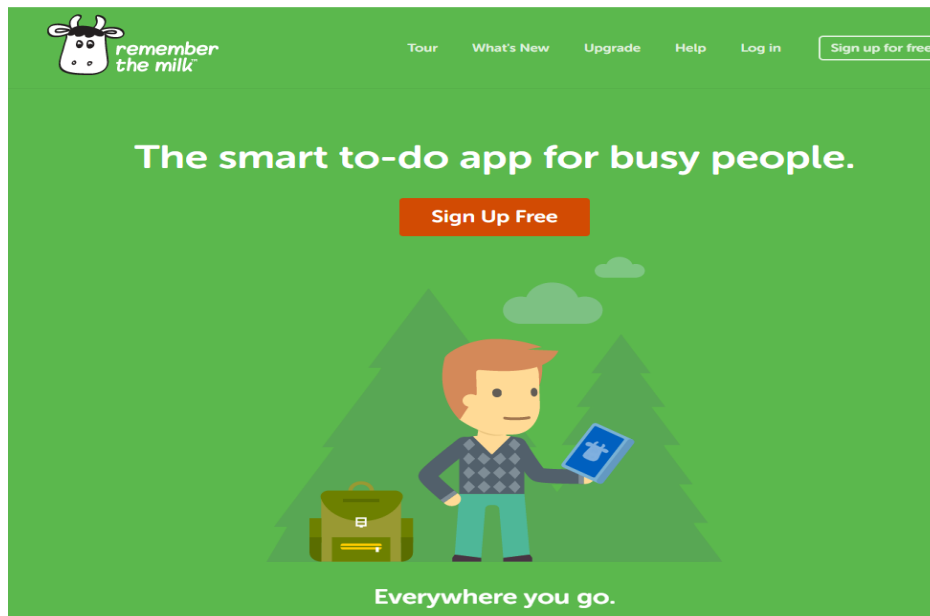 remember
the milk™
Tour What's New Upgrade Help Log in Sign up for free
The smart to-do app for busy people.
Sign Up Free
Everywhere you go.